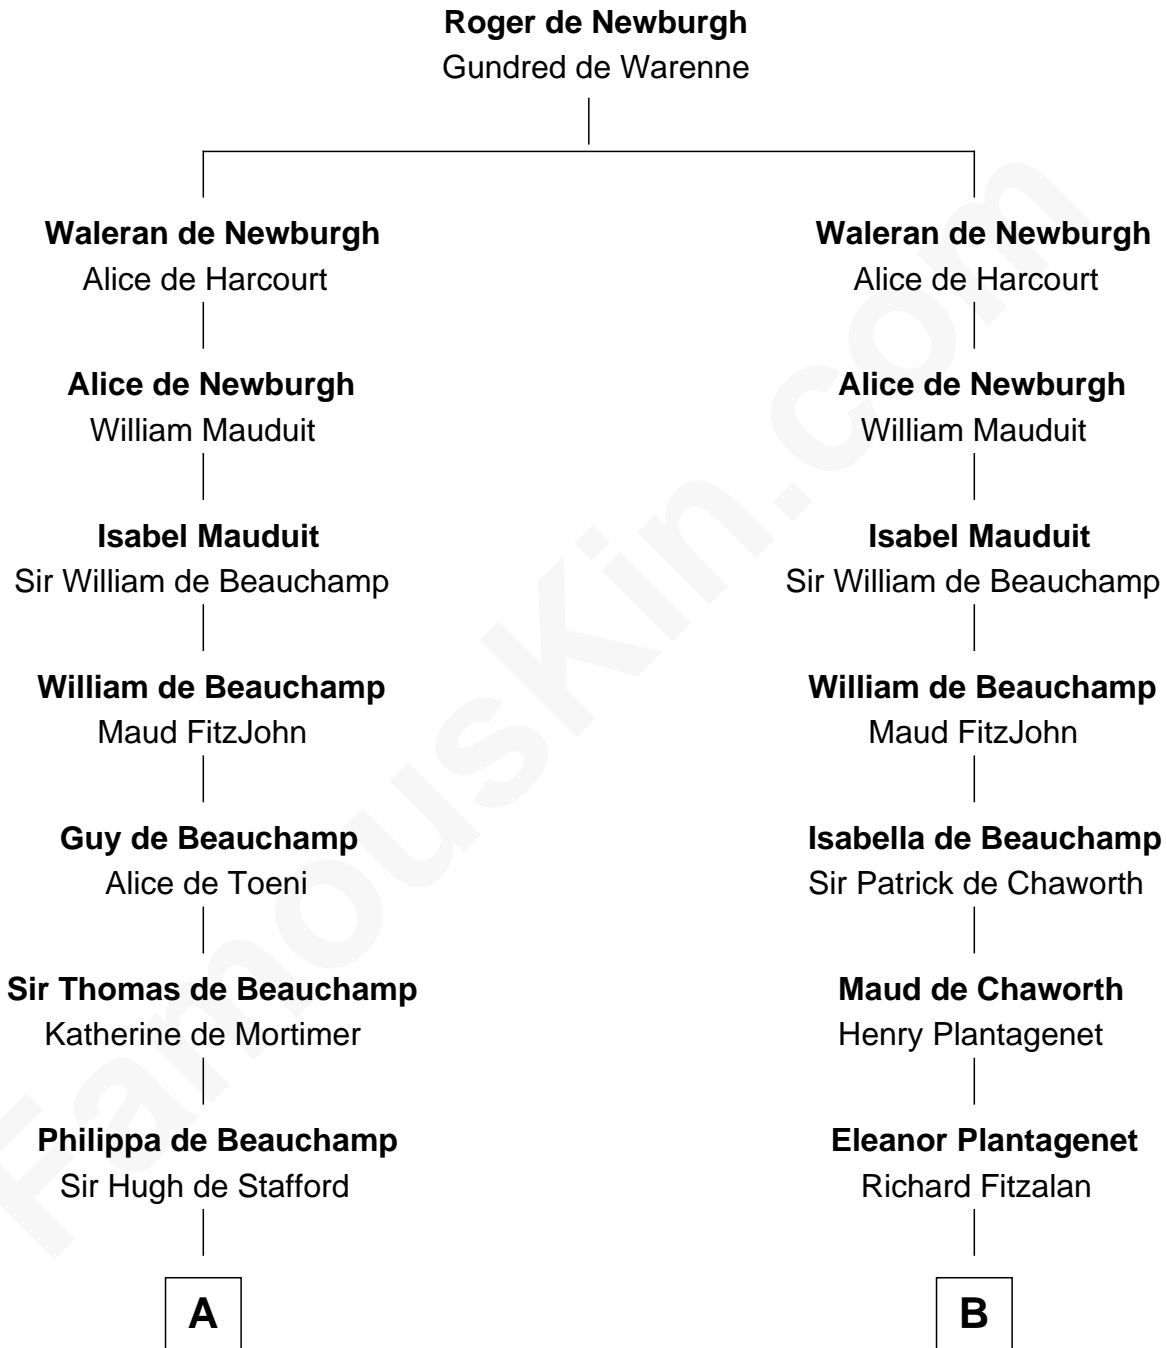 Roger de Newburgh
Gundred de Warenne
Waleran de Newburgh
Alice de Harcourt
Alice de Newburgh
William Mauduit
Isabel Mauduit
Sir William de Beauchamp
William de Beauchamp
Maud FitzJohn
Guy de Beauchamp
Alice de Toeni
Sir Thomas de Beauchamp
Katherine de Mortimer
Philippa de Beauchamp
Sir Hugh de Stafford
A
Waleran de Newburgh
Alice de Harcourt
Alice de Newburgh
William Mauduit
Isabel Mauduit
Sir William de Beauchamp
William de Beauchamp
Maud FitzJohn
Isabella de Beauchamp
Sir Patrick de Chaworth
Maud de Chaworth
Henry Plantagenet
Eleanor Plantagenet
Richard Fitzalan
B
FamousKin.com